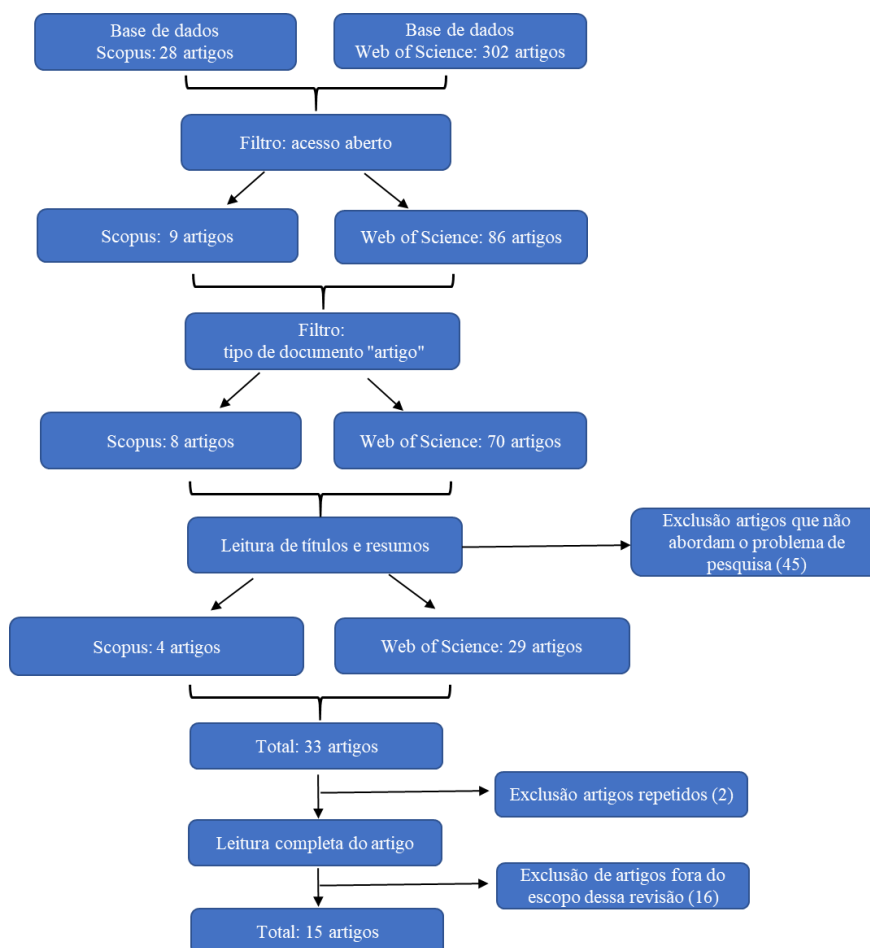 Base de dados
Scopus: 28 artigos
Base de dados
Web of Science: 302 artigos
Filtro: acesso aberto
Scopus: 9 artigos
Web of Science: 86 artigos
Filtro:
tipo de documento "artigo"
Scopus: 8 artigos
Web of Science: 70 artigos
Leitura de títulos e resumos
Exclusão artigos que não
abordam o problema de
pesquisa (45)
Scopus: 4 artigos
Web of Science: 29 artigos
Total: 33 artigos
Exclusão artigos repetidos (2)
Leitura completa do artigo
Exclusão de artigos fora do
escopo dessa revisão (16)
Total: 15 artigos